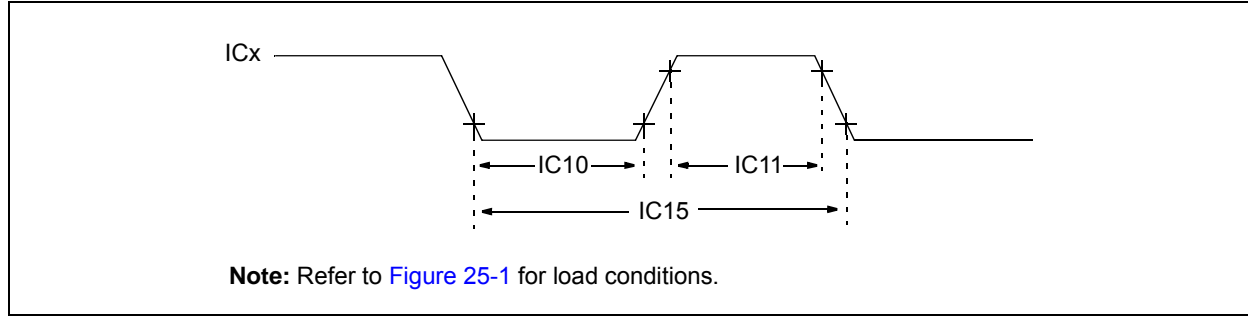 ICx
IC10
IC11
IC15
Note: Refer to Figure 25-1 for load conditions.